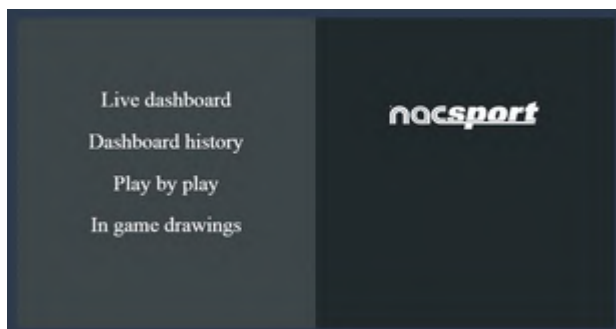 Live dashboard
Dashboard history
Play by play
In game drawings
nacsport